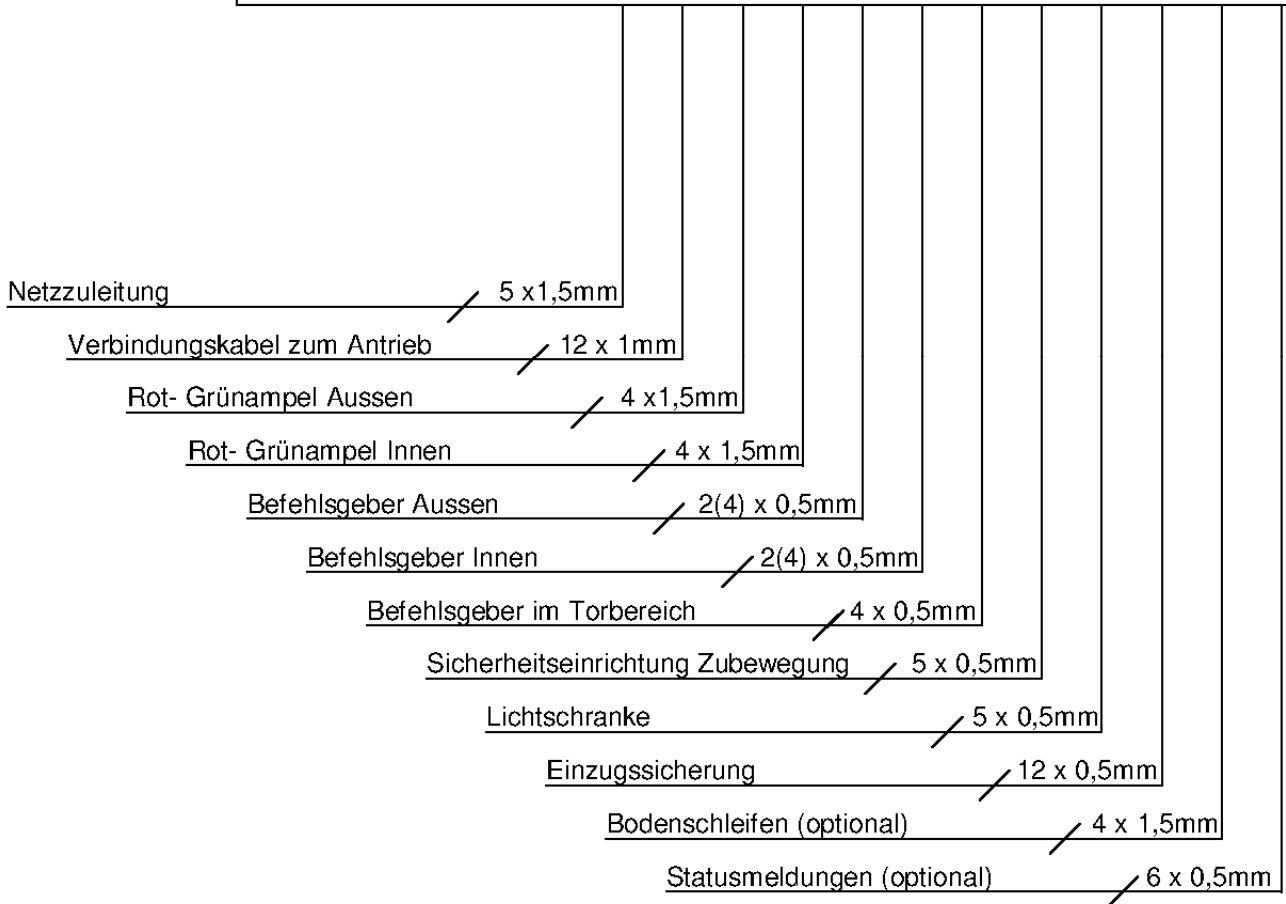 Netzzuleitung 5 x1,5mm
Verbindungskabel zum Antrieb 12 x 1mm
Rot- Grünampel Aussen 4 x1,5mm
Rot- Grünampel Innen 4 x 1,5mm
Befehlsgeber Aussen 2(4) x 0,5mm
Befehlsgeber Innen 2(4) x 0,5mm
Befehlsgeber im Torbereich 4 x 0,5mm
Sicherheitseinrichtung Zubewegung 5 x 0,5mm
Lichtschranke 5 x 0,5mm
Einzugssicherung 12 x 0,5mm
Bodenschleifen (optional) 4 x 1,5mm
Statusmeldungen (optional) 6 x 0,5mm